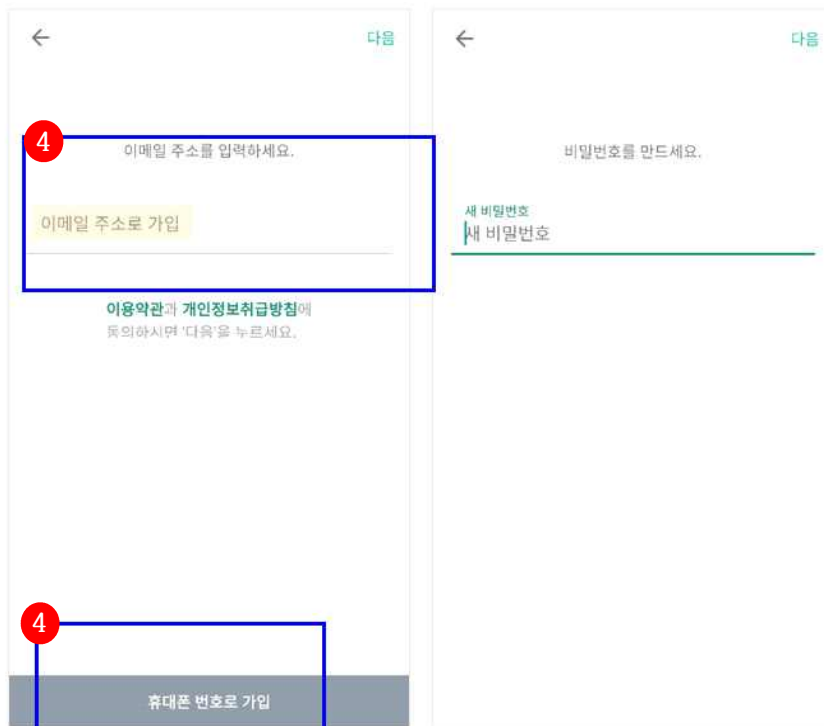 다음
4
이메일 주소를 입력하세요.
이메일 주소로 가입
이용약관과 개인정보취급방침에
동의하시면 '다음'을 누르세요.
4
휴대폰 번호로 가입
다음
비밀번호를 만드세요.
새 비밀번호
새 비밀번호